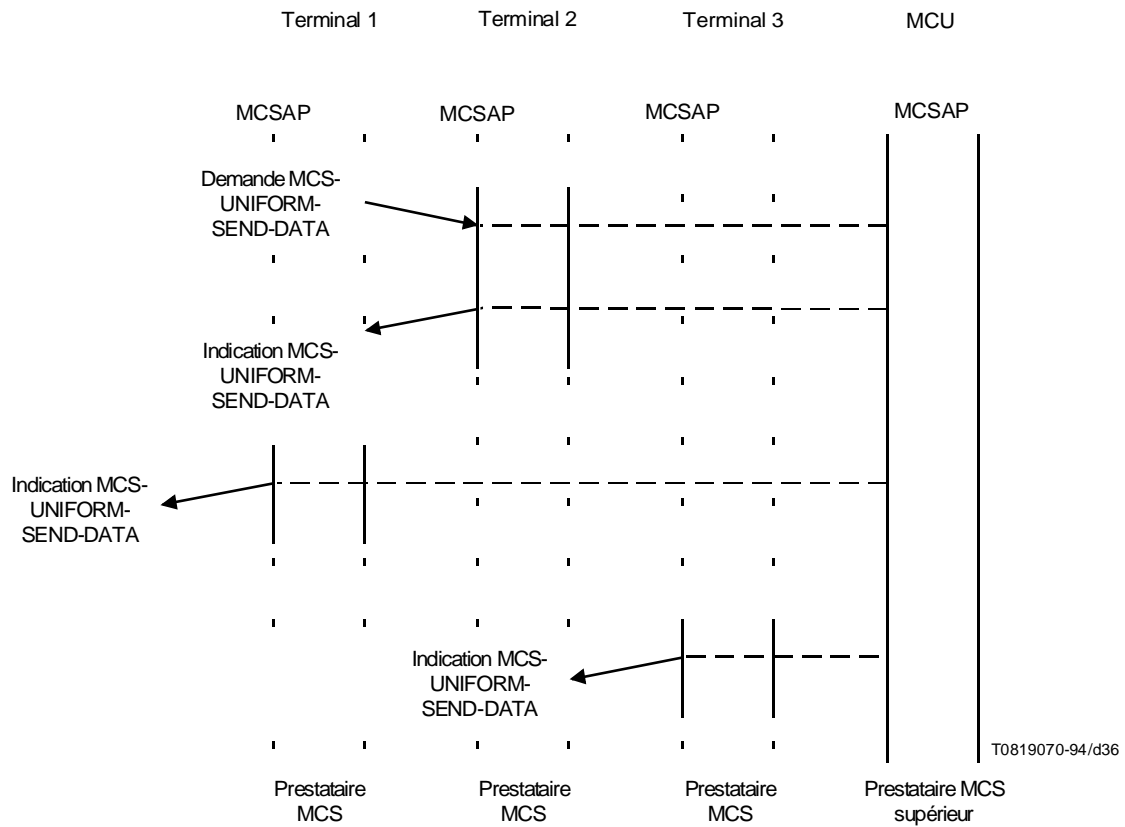 Terminal 1
Terminal 2
Terminal 3
MCU
MCSAP
MCSAP
MCSAP
MCSAP
Demande MCS-
UNIFORM-
SEND-DATA
Indication MCS-
UNIFORM-
SEND-DATA
Indication MCS-
UNIFORM-
SEND-DATA
Indication MCS-
UNIFORM-
SEND-DATA
T0819070-94/d36
Prestataire
MCS
Prestataire
MCS
Prestataire
MCS
Prestataire MCS
supérieur